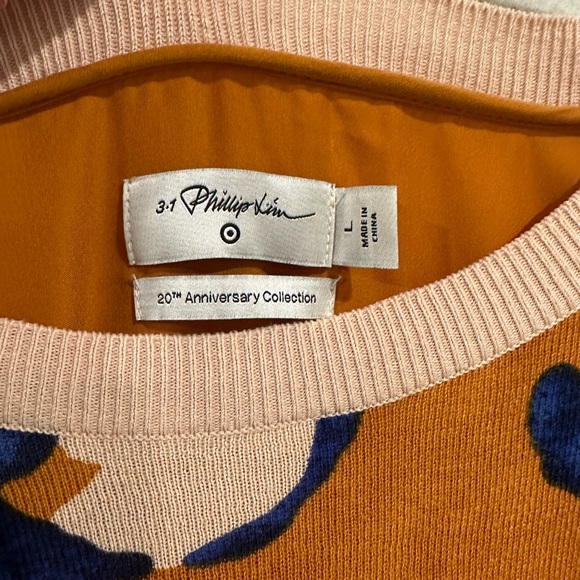 3.1 Phillip Lim
L
MADE IN
CHINA
20TH Anniversary Collection